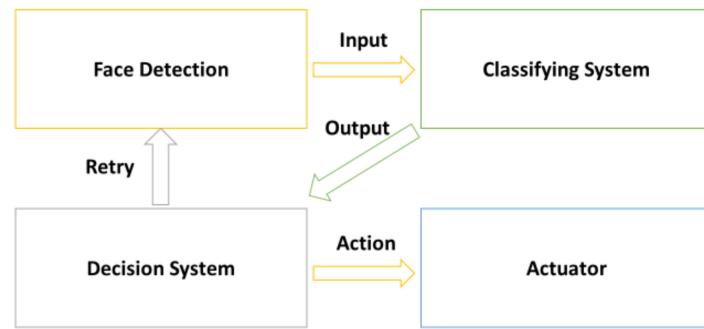 Face Detection
Input
Classifying System
Output
Retry
Decision System
Action
Actuator